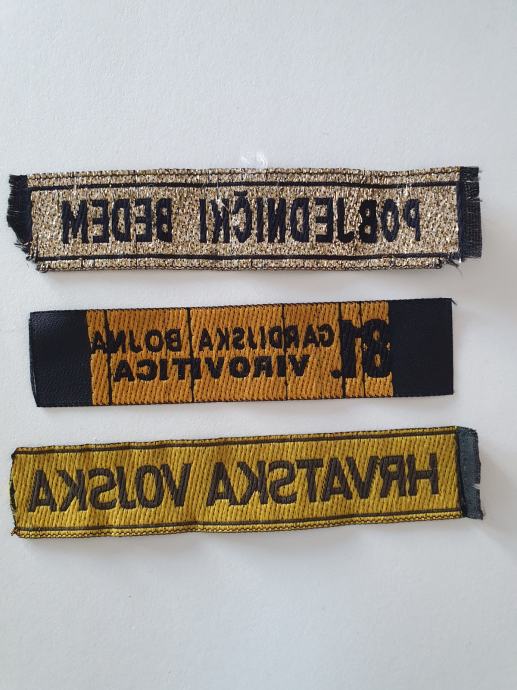 POBJEDNIČKI BEDEM
81. GARDIJSKA BOJNA
VIROVITICA
HRVATSKA VOJSKA